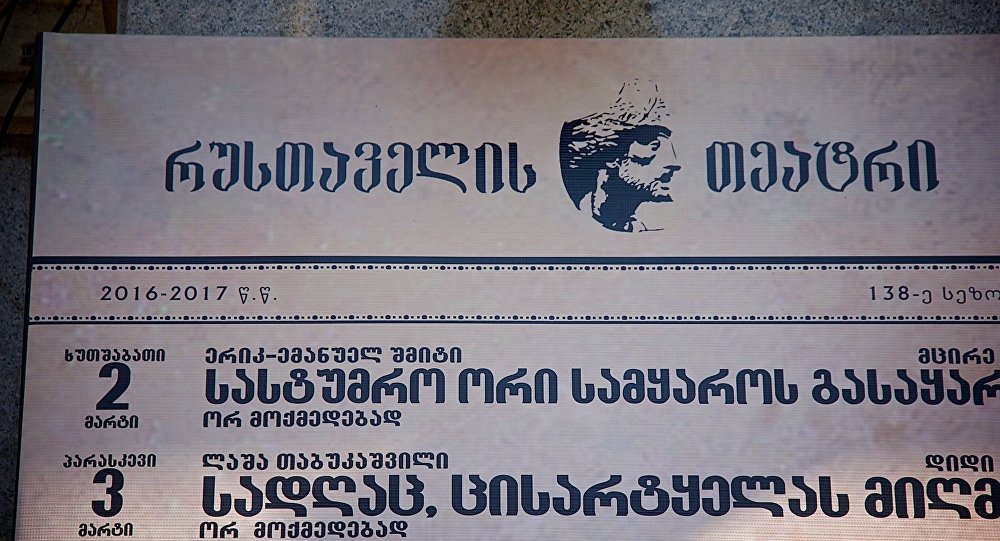 რუსთაველის თეატრი
2016-2017 წ.წ. 138-ე სეზო
ხუთშაბათი
2
მარტი
ერიკ-ემანუელ შმიტი მცირე
სასტუმრო ორი სამყაროს გასაყარ
ორ მოქმედებად
პარასკევი
3
მარტი
ლაშა თაბუკაშვილი დიდი
სადღაც, ცისარტყელას მიღმ
ორ მოქმედებად